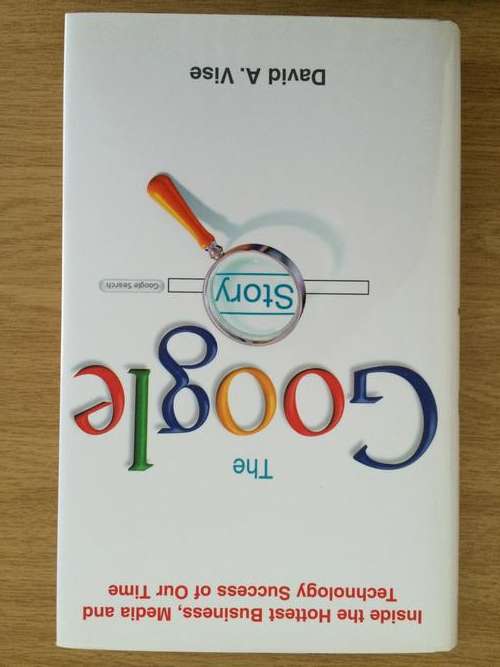 Inside the Hottest Business, Media and
Technology Success of Our Time
The
Google
Story
Google Search
David A. Vise